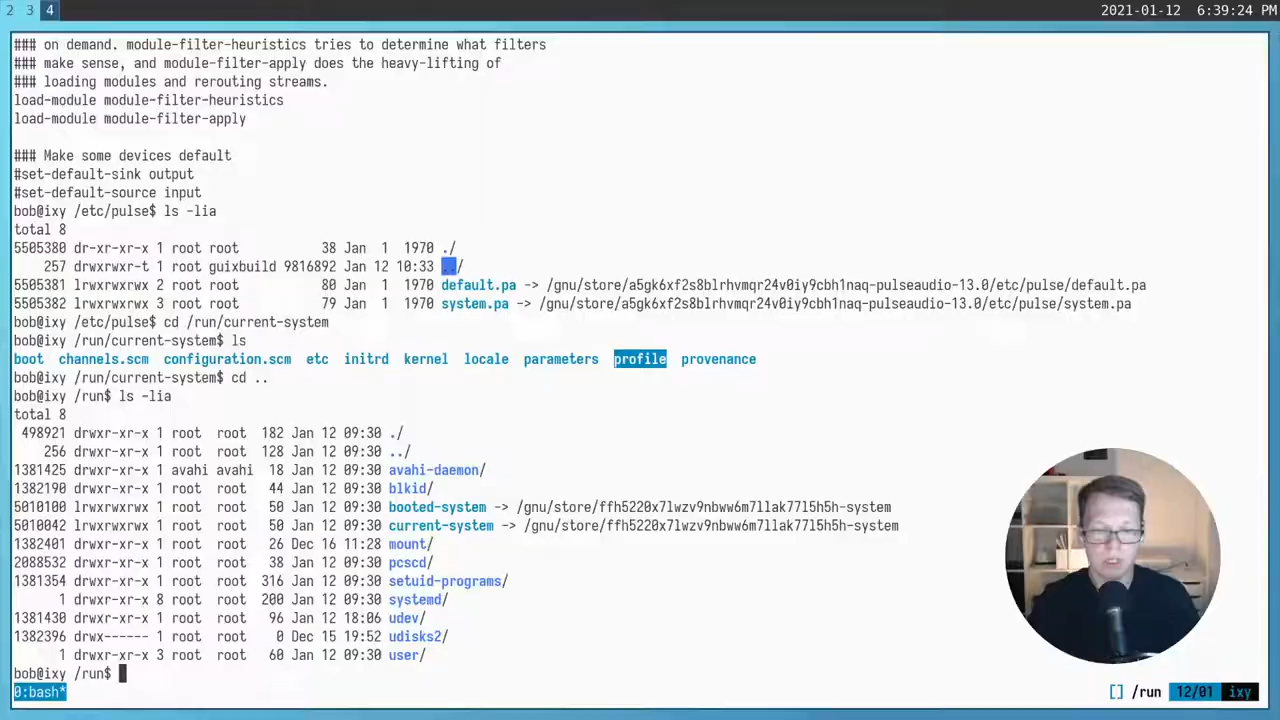 2 3 4 2021-01-12 6:39:24 PM
### on demand. module-filter-heuristics tries to determine what filters
### make sense, and module-filter-apply does the heavy-lifting of
### loading modules and rerouting streams.
load-module module-filter-heuristics
load-module module-filter-apply
### Make some devices default
#set-default-sink output
#set-default-source input
bob@ixy /etc/pulse$ ls -lia
total 8
5505380 dr-xr-xr-x 1 root root 38 Jan 1 1970 ./
257 drwxrwxr-t 1 root guixbuild 9816892 Jan 12 10:33 ../
5505381 lrwxrwxrwx 2 root root 80 Jan 1 1970 default.pa -> /gnu/store/a5gk6xf2s8blrhvmqr24v0iy9cbh1naq-pulseaudio-13.0/etc/pulse/default.pa
5505382 lrwxrwxrwx 3 root root 79 Jan 1 1970 system.pa -> /gnu/store/a5gk6xf2s8blrhvmqr24v0iy9cbh1naq-pulseaudio-13.0/etc/pulse/system.pa
bob@ixy /etc/pulse$ cd /run/current-system
bob@ixy /run/current-system$ ls
boot channels.scm configuration.scm etc initrd kernel locale parameters profile provenance
bob@ixy /run/current-system$ cd ..
bob@ixy /run$ ls -lia
total 8
498921 drwxr-xr-x 1 root root 182 Jan 12 09:30 ./
256 drwxr-xr-x 1 root root 128 Jan 12 09:30 ../
1381425 drwxr-xr-x 1 avahi avahi 18 Jan 12 09:30 avahi-daemon/
1382190 drwxr-xr-x 1 root root 44 Jan 12 09:30 blkid/
5010100 lrwxrwxrwx 1 root root 50 Jan 12 09:30 booted-system -> /gnu/store/ffh5220x7lwzv9nbww6m7llak77l5h5h-system
5010042 lrwxrwxrwx 1 root root 50 Jan 12 09:30 current-system -> /gnu/store/ffh5220x7lwzv9nbww6m7llak77l5h5h-system
1382401 drwxr-xr-x 1 root root 26 Dec 16 11:28 mount/
2088532 drwxr-xr-x 1 root root 38 Jan 12 09:30 pcscd/
1381354 drwxr-xr-x 1 root root 316 Jan 12 09:30 setuid-programs/
1 drwxr-xr-x 8 root root 200 Jan 12 09:30 systemd/
1381430 drwxr-xr-x 1 root root 96 Jan 12 18:06 udev/
1382396 drwx------ 1 root root 0 Dec 15 19:52 udisks2/
1 drwxr-xr-x 3 root root 60 Jan 12 09:30 user/
bob@ixy /run$
0:bash* [] /run 12/01 ixy